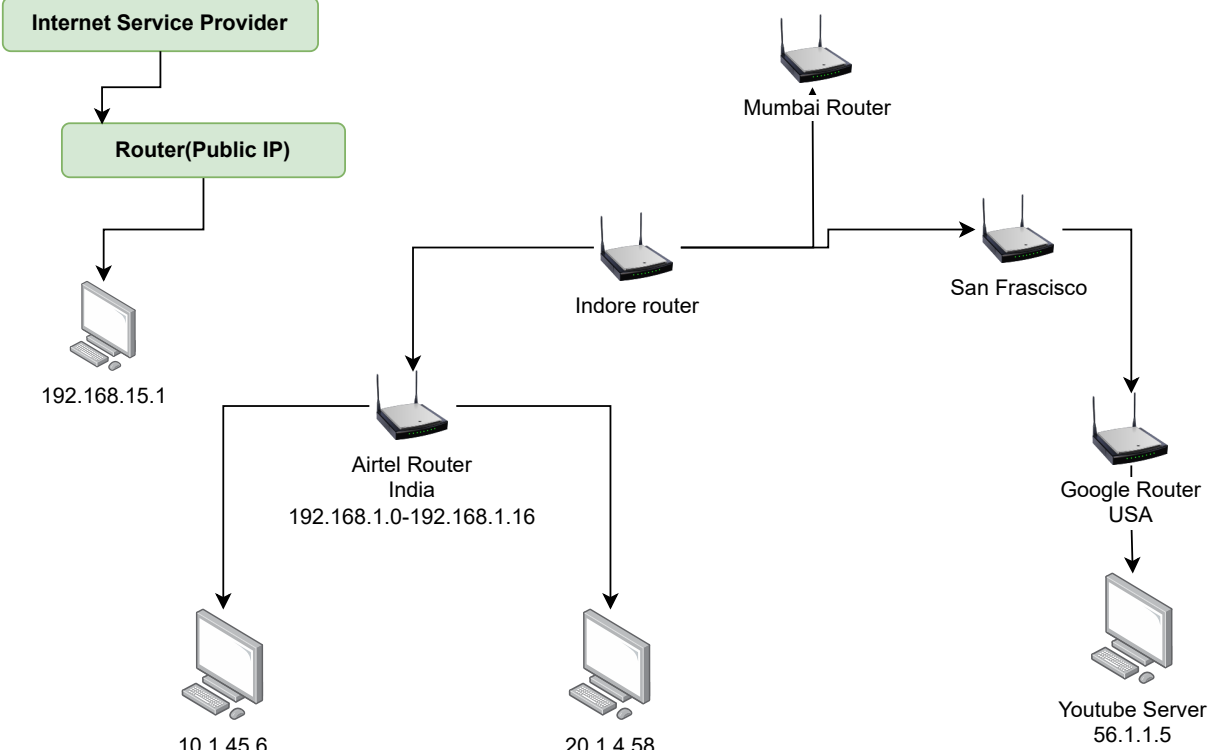 Internet Service Provider
Router(Public IP)
192.168.15.1
Mumbai Router
Indore router
San Frascisco
Airtel Router
India
192.168.1.0-192.168.1.16
Google Router
USA
10.1.45.6
20.1.4.58
Youtube Server
56.1.1.5